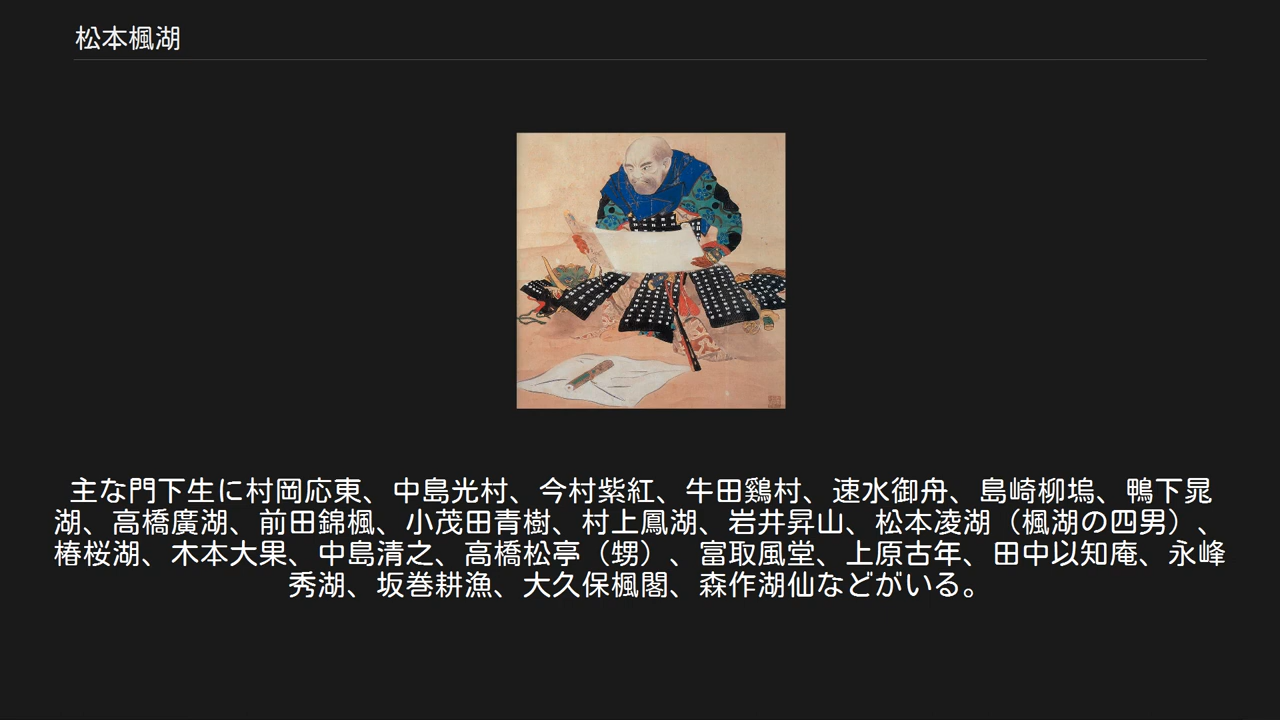 松本楓湖
主な門下生に村岡応東、中島光村、今村紫紅、牛田鷄村、速水御舟、島崎柳塢、鴨下晁
湖、高橋廣湖、前田錦楓、小茂田青樹、村上鳳湖、岩井昇山、松本凌湖（楓湖の四男）、
椿桜湖、木本大果、中島清之、高橋松亭（甥）、富取風堂、上原古年、田中以知庵、永峰
秀湖、坂巻耕漁、大久保楓閣、森作湖仙などがいる。